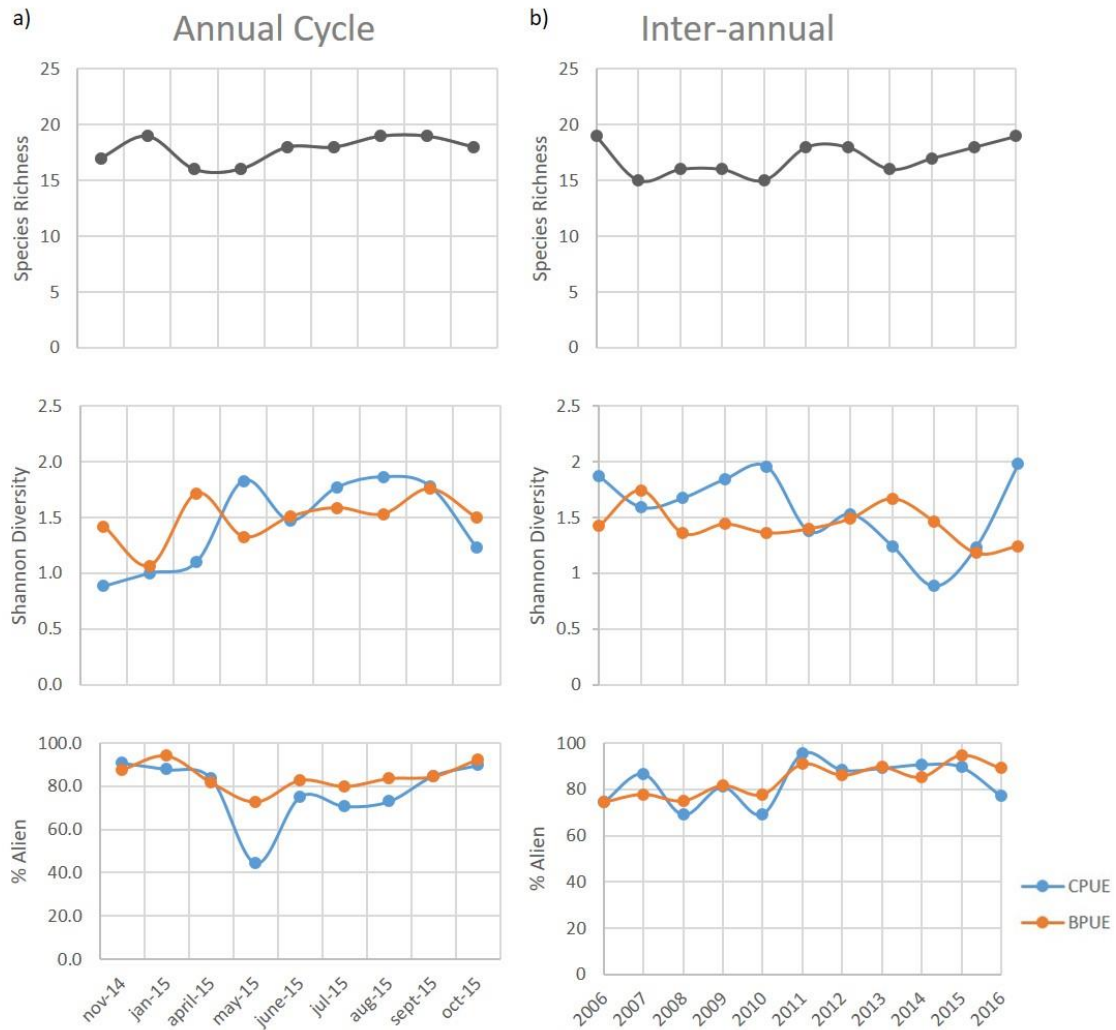 a)
Annual Cycle
b)
Inter-annual
Species Richness
25
20
15
10
5
0
Species Richness
25
20
15
10
5
0
Shannon Diversity
2.5
2.0
1.5
1.0
0.5
0.0
Shannon Diversity
2.5
2
1.5
1
0.5
0
% Alien
100.0
80.0
60.0
40.0
20.0
0.0
nov-14
jan-15
april-15
may-15
june-15
jul-15
aug-15
sept-15
oct-15
% Alien
100
80
60
40
20
0
2006
2007
2008
2009
2010
2011
2012
2013
2014
2015
2016
CPUE
BPUE